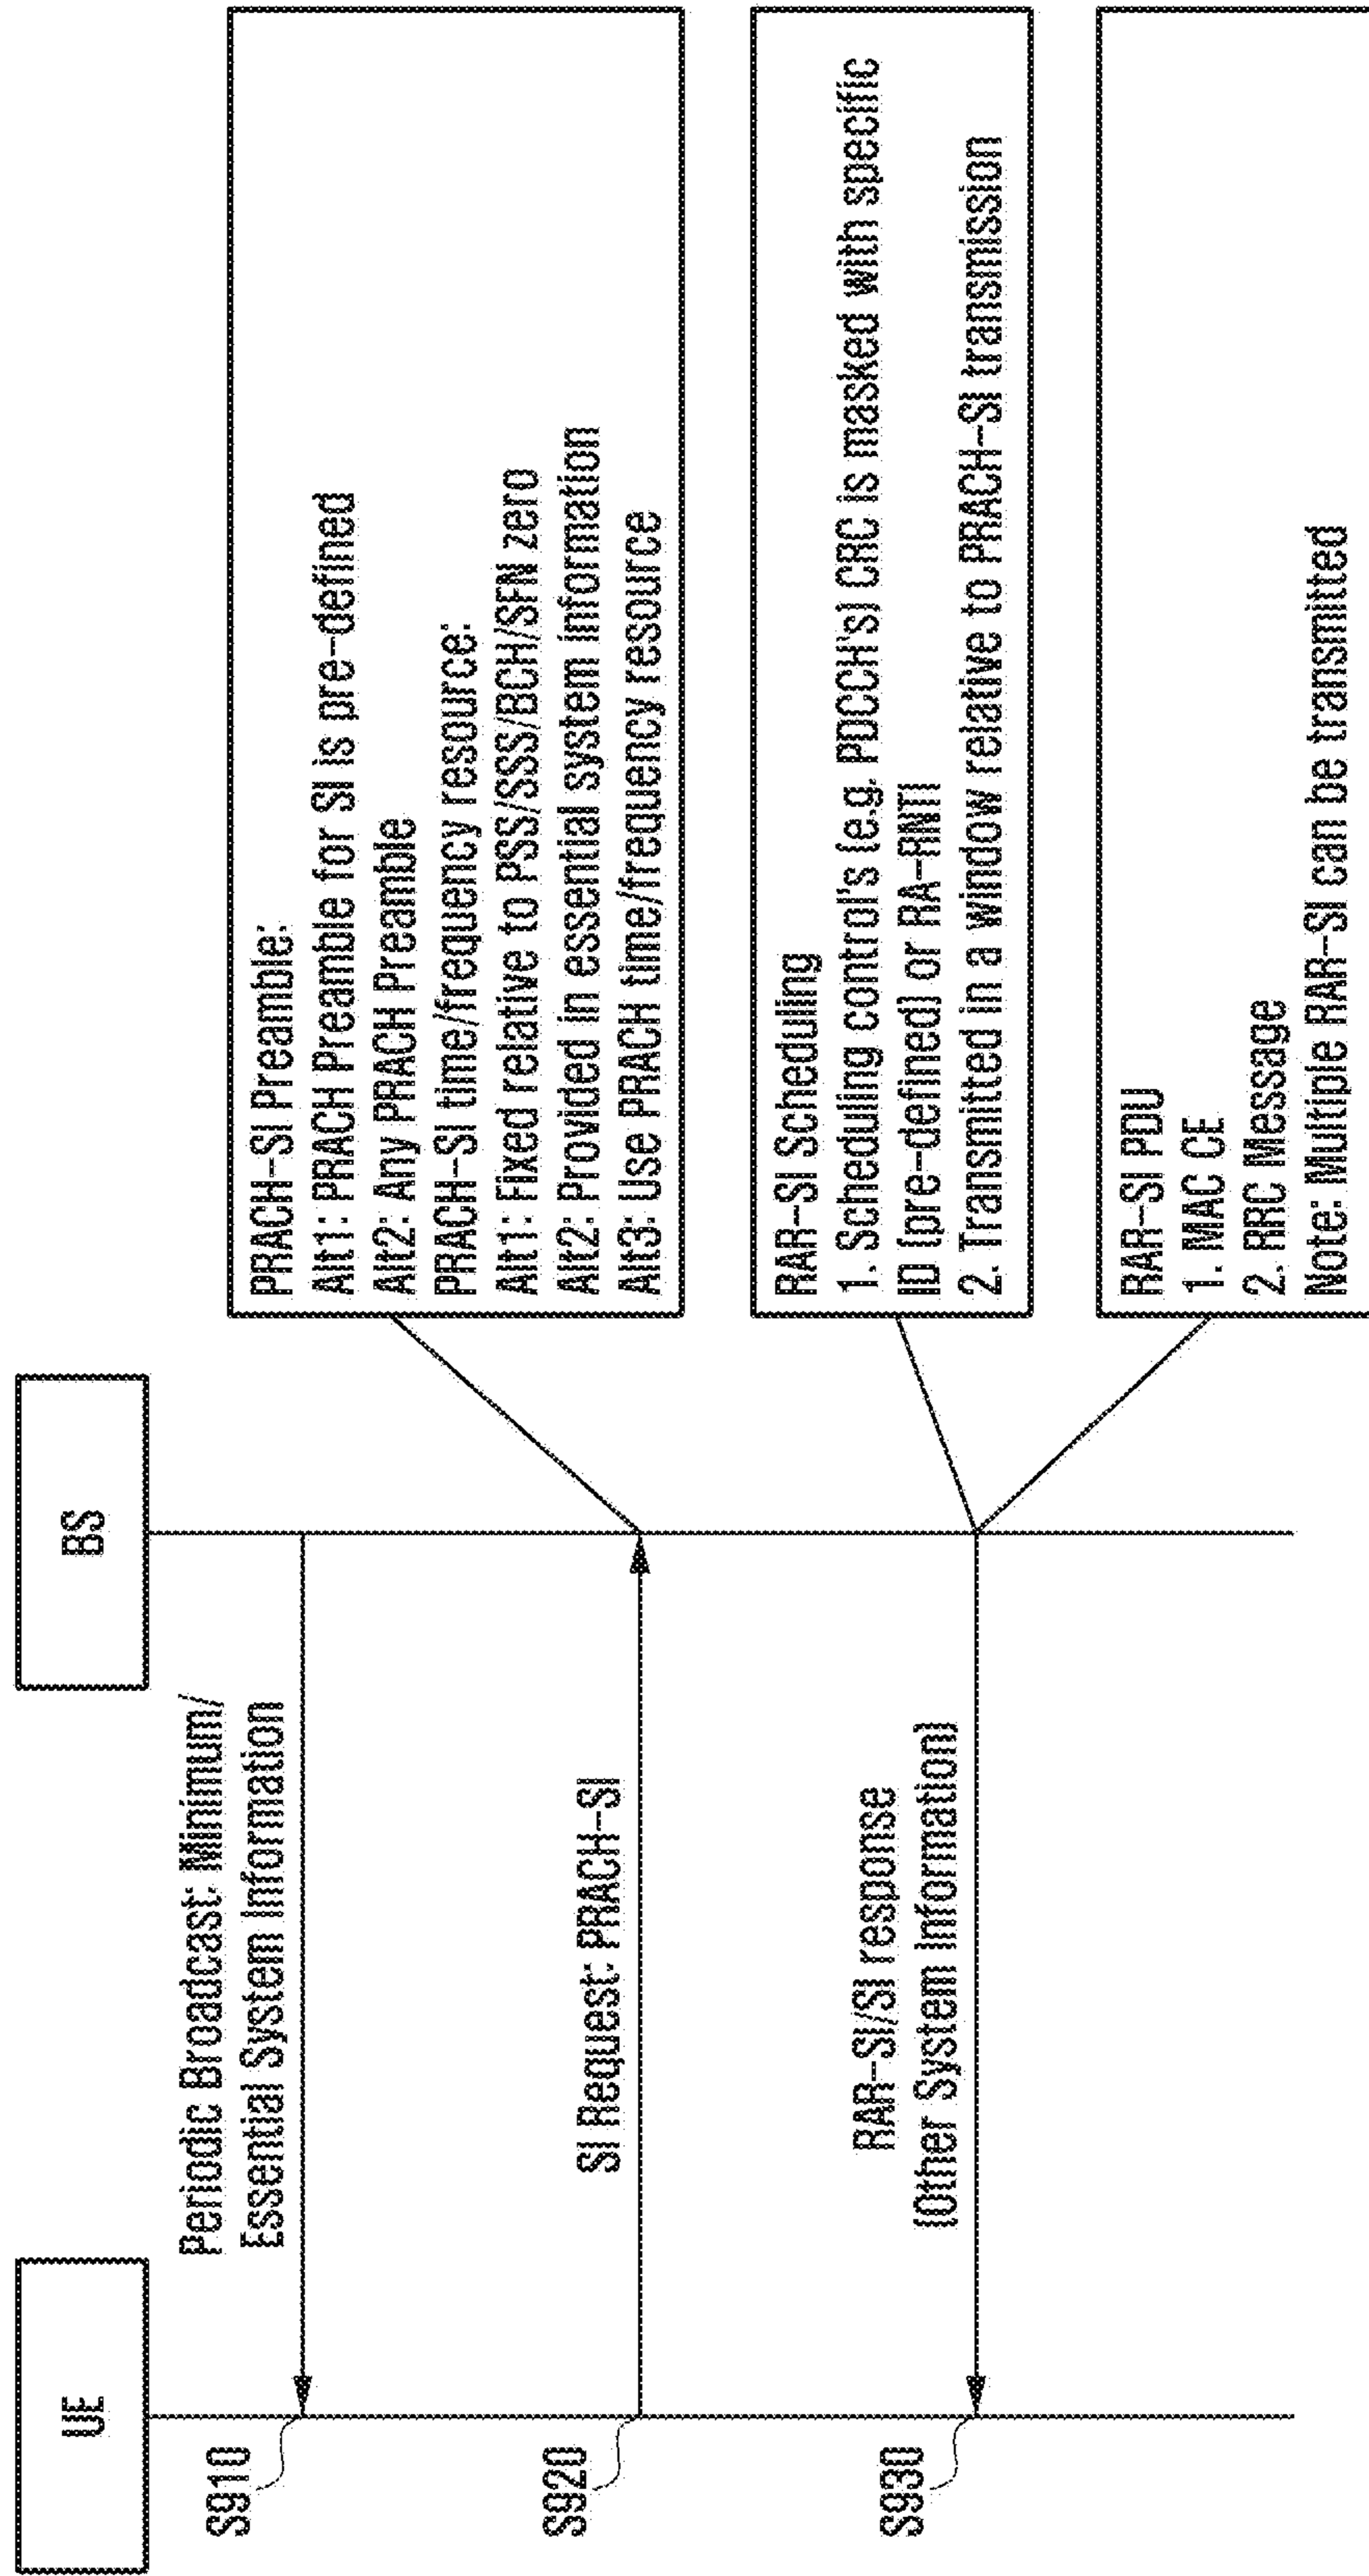 UE
BS
S910
Periodic Broadcast: Minimum/
Essential System Information
S920
SI Request: PRACH-SI
S930
RAR-SI/SI response
(Other System Information)
PRACH-SI Preamble:
Alt1: PRACH Preamble for SI is pre-defined
Alt2: Any PRACH Preamble
PRACH-SI time/frequency resource:
Alt1: Fixed relative to PSS/SSS/BCH/SFN zero
Alt2: Provided in essential system information
Alt3: Use PRACH time/frequency resource
RAR-SI Scheduling
1. Scheduling control's (e.g. PDCCH's) CRC is masked with specific
ID (pre-defined) or RA-RNTI
2. Transmitted in a window relative to PRACH-SI transmission
RAR-SI PDU
1. MAC CE
2. RRC Message
Note: Multiple RAR-SI can be transmitted